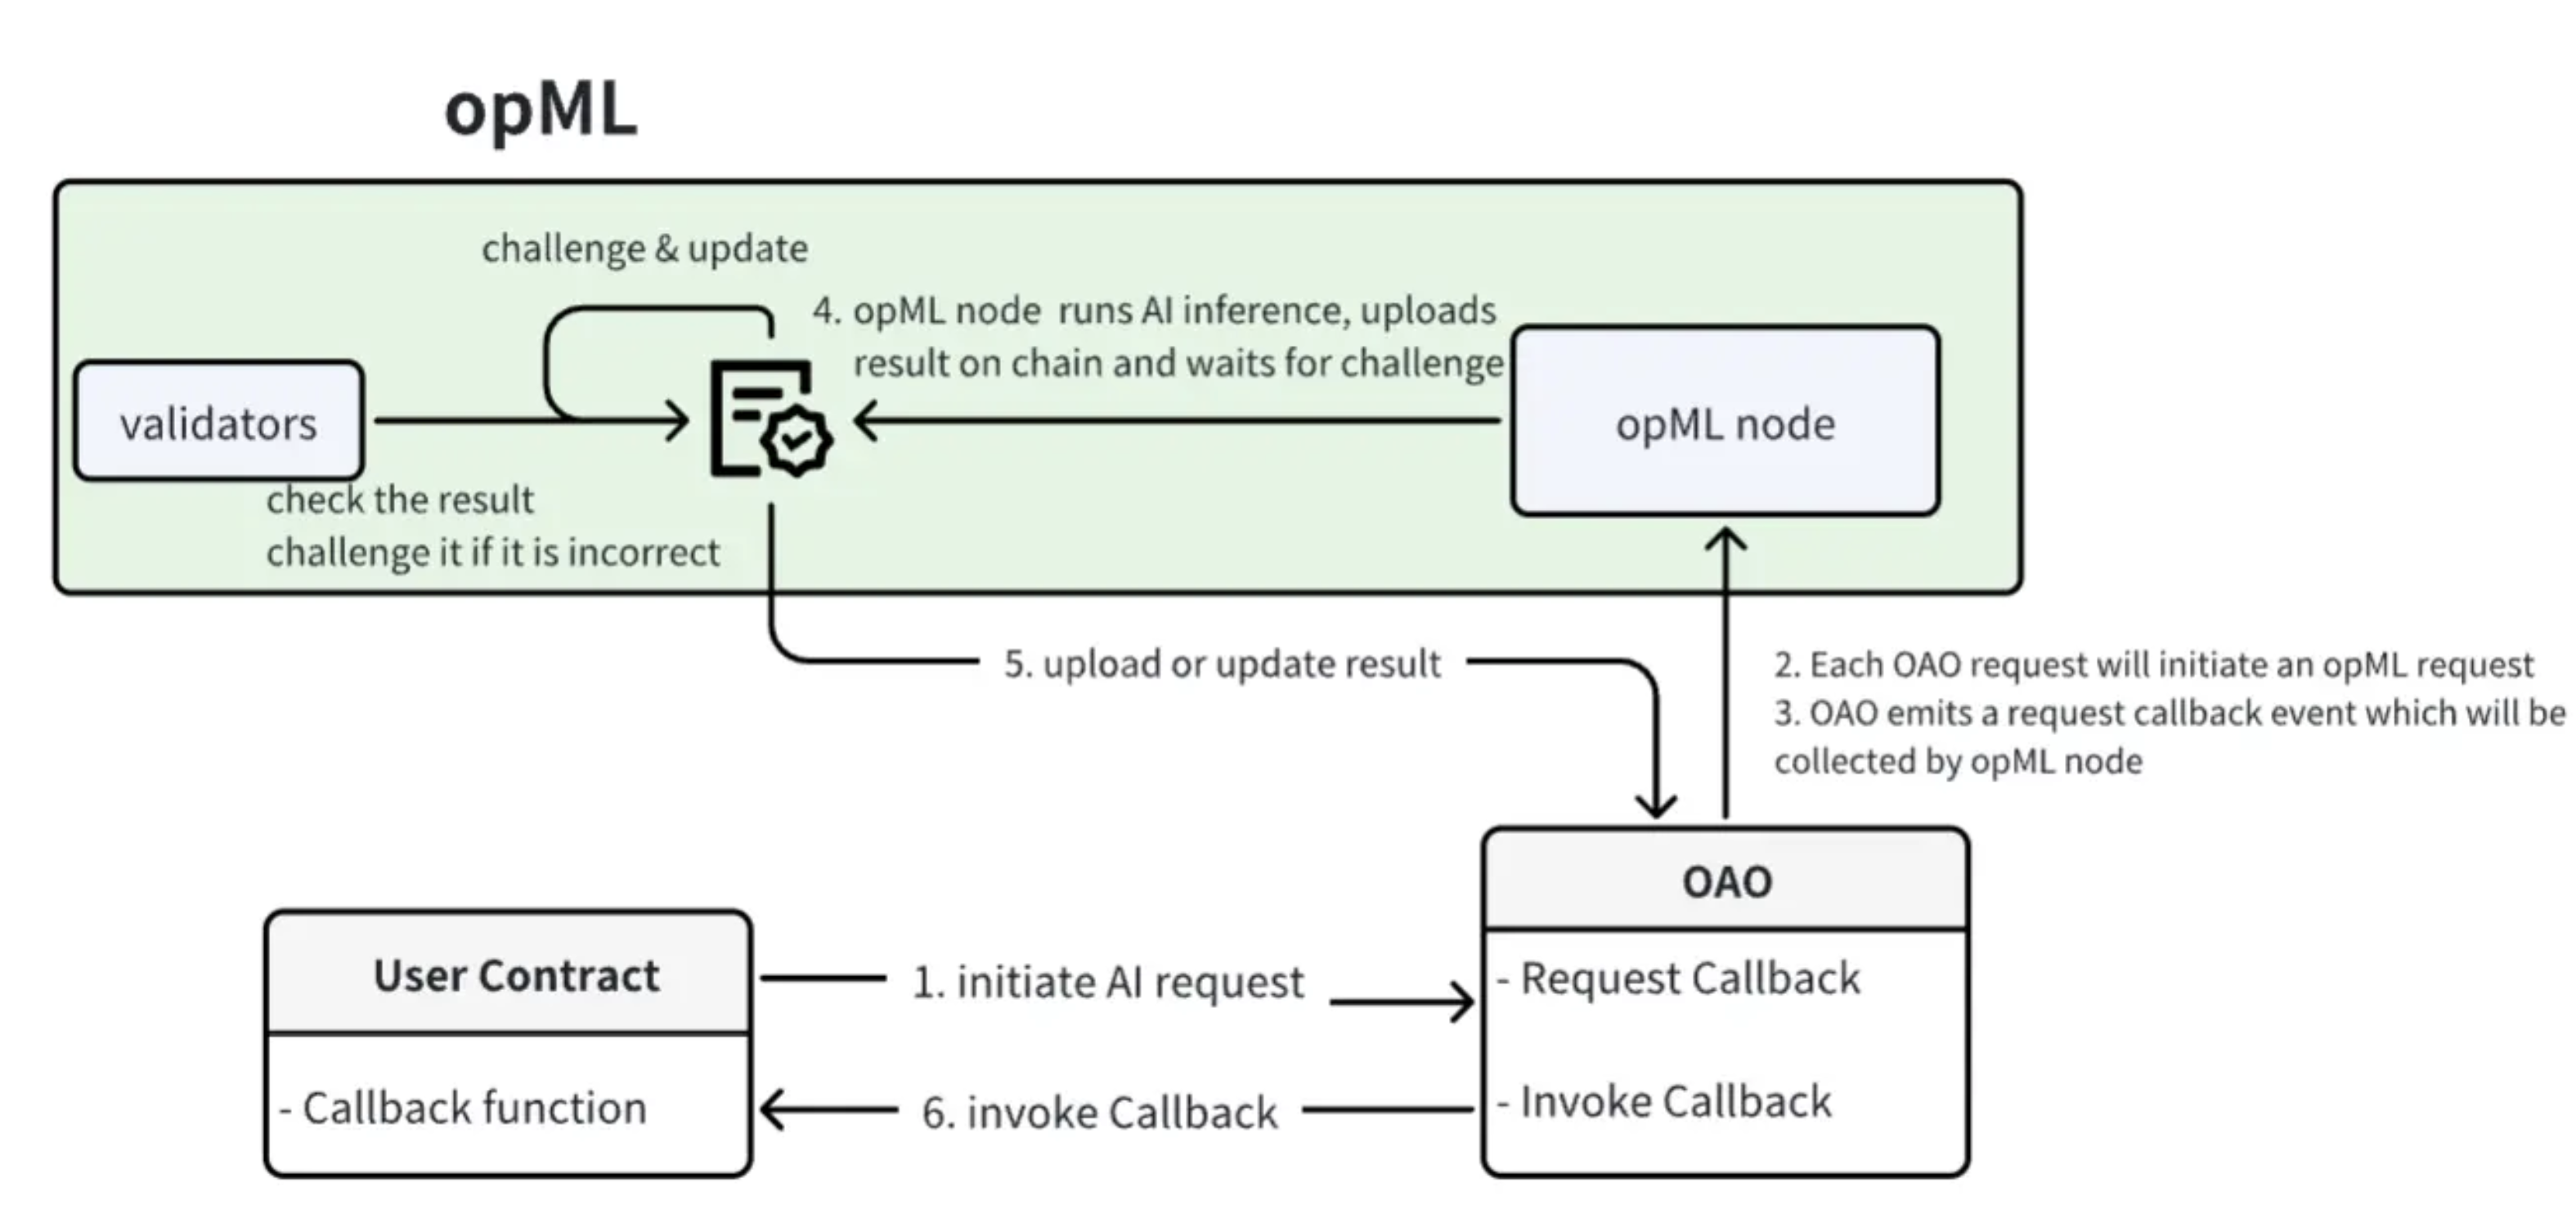 opML
challenge & update
4. opML node runs AI inference, uploads
result on chain and waits for challenge
validators
opML node
check the result
challenge it if it is incorrect
5. upload or update result
2. Each OAO request will initiate an opML request
3. OAO emits a request callback event which will be
collected by opML node
OAO
User Contract
1. initiate AI request
- Request Callback
- Callback function
6. invoke Callback
- Invoke Callback